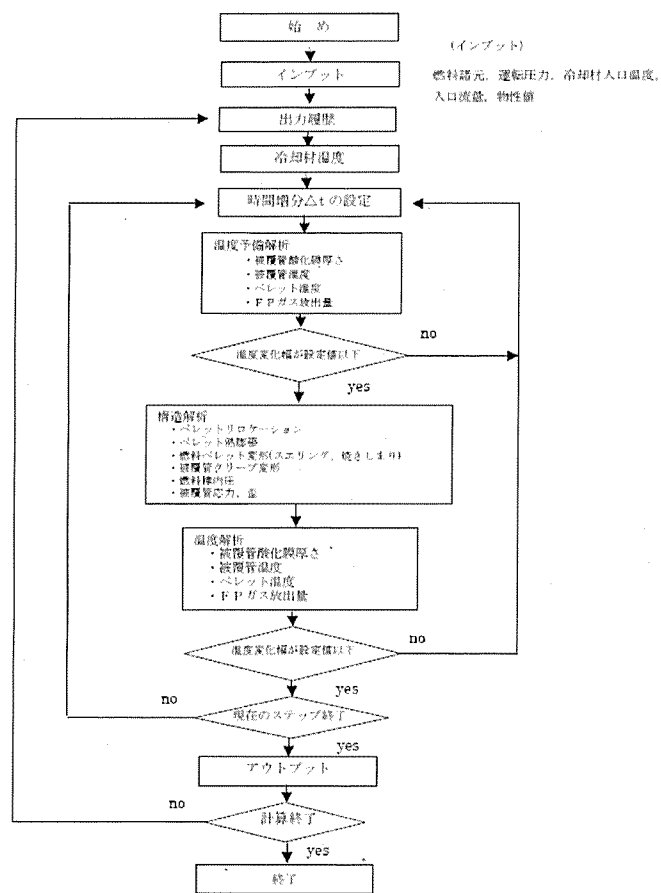 始 め
(インプット)
インプット
燃料諸元、運転圧力、冷却材入口温度、
入口流量、物性値
出力履歴
冷却材温度
時間増分△tの設定
温度予備解析
・被覆管酸化膜厚さ
・被覆管温度
・ペレット温度
・FPガス放出量
温度変化幅が設定値以下
no
yes
構造解析
・ペレットリロケーション
・ペレット熱膨張
・燃料ペレット変形(スエリング、焼きしまり)
・被覆管クリープ変形
・燃料棒内圧
・被覆管応力、歪
温度解析
・被覆管酸化膜厚さ
・被覆管温度
・ペレット温度
・FPガス放出量
温度変化幅が設定値以下
no
yes
no
現在のステップ終了
yes
アウトプット
no
計算終了
yes
終了